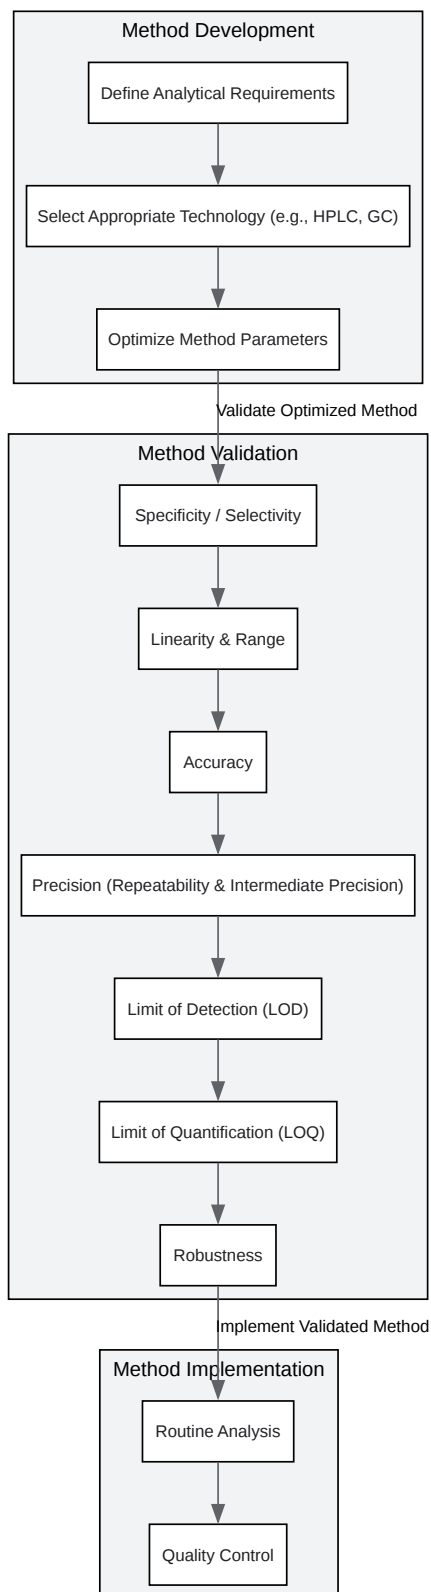 Method Development
Define Analytical Requirements
Select Appropriate Technology (e.g., HPLC, GC)
Optimize Method Parameters
Validate Optimized Method
Method Validation
Specificity / Selectivity
Linearity & Range
Accuracy
Precision (Repeatability & Intermediate Precision)
Limit of Detection (LOD)
Limit of Quantification (LOQ)
Robustness
Implement Validated Method
Method Implementation
Routine Analysis
Quality Control